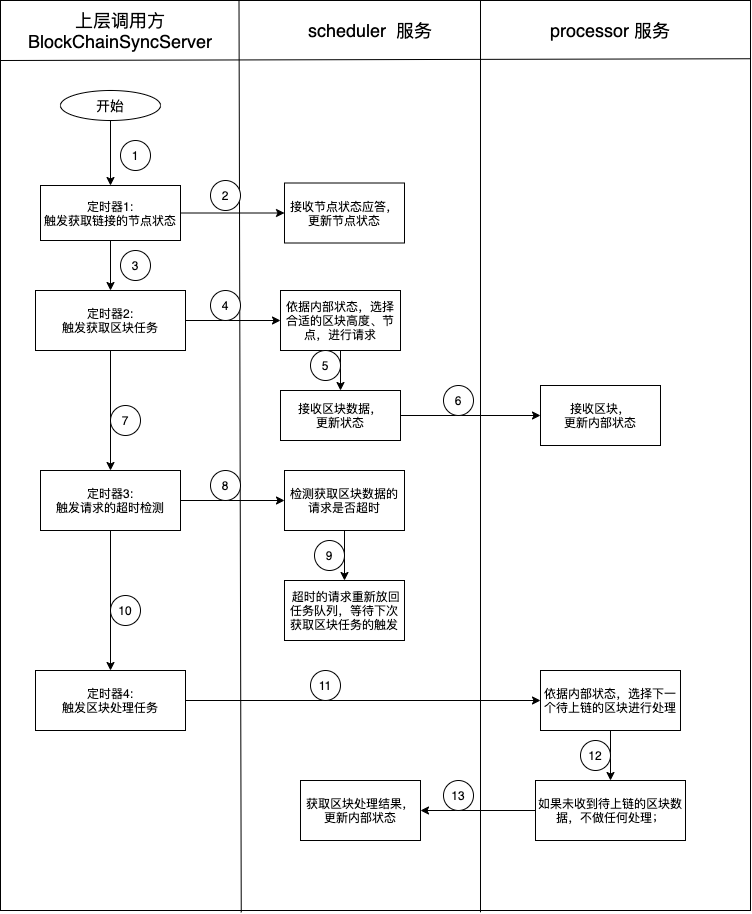 上层调用方
BlockChainSyncServer
scheduler 服务
processor 服务
开始
1
定时器1:
触发获取链接的节点状态
2
接收节点状态应答，
更新节点状态
3
定时器2:
触发获取区块任务
4
依据内部状态，选择
合适的区块高度、节
点，进行请求
5
接收区块数据，
更新状态
6
接收区块，
更新内部状态
7
定时器3:
触发请求的超时检测
8
检测获取区块数据的
请求是否超时
9
超时的请求重新放回
任务队列，等待下次
获取区块任务的触发
10
定时器4:
触发区块处理任务
11
依据内部状态，选择下一
个待上链的区块进行处理
12
如果未收到待上链的区块数
据，不做任何处理；
13
获取区块处理结果，
更新内部状态